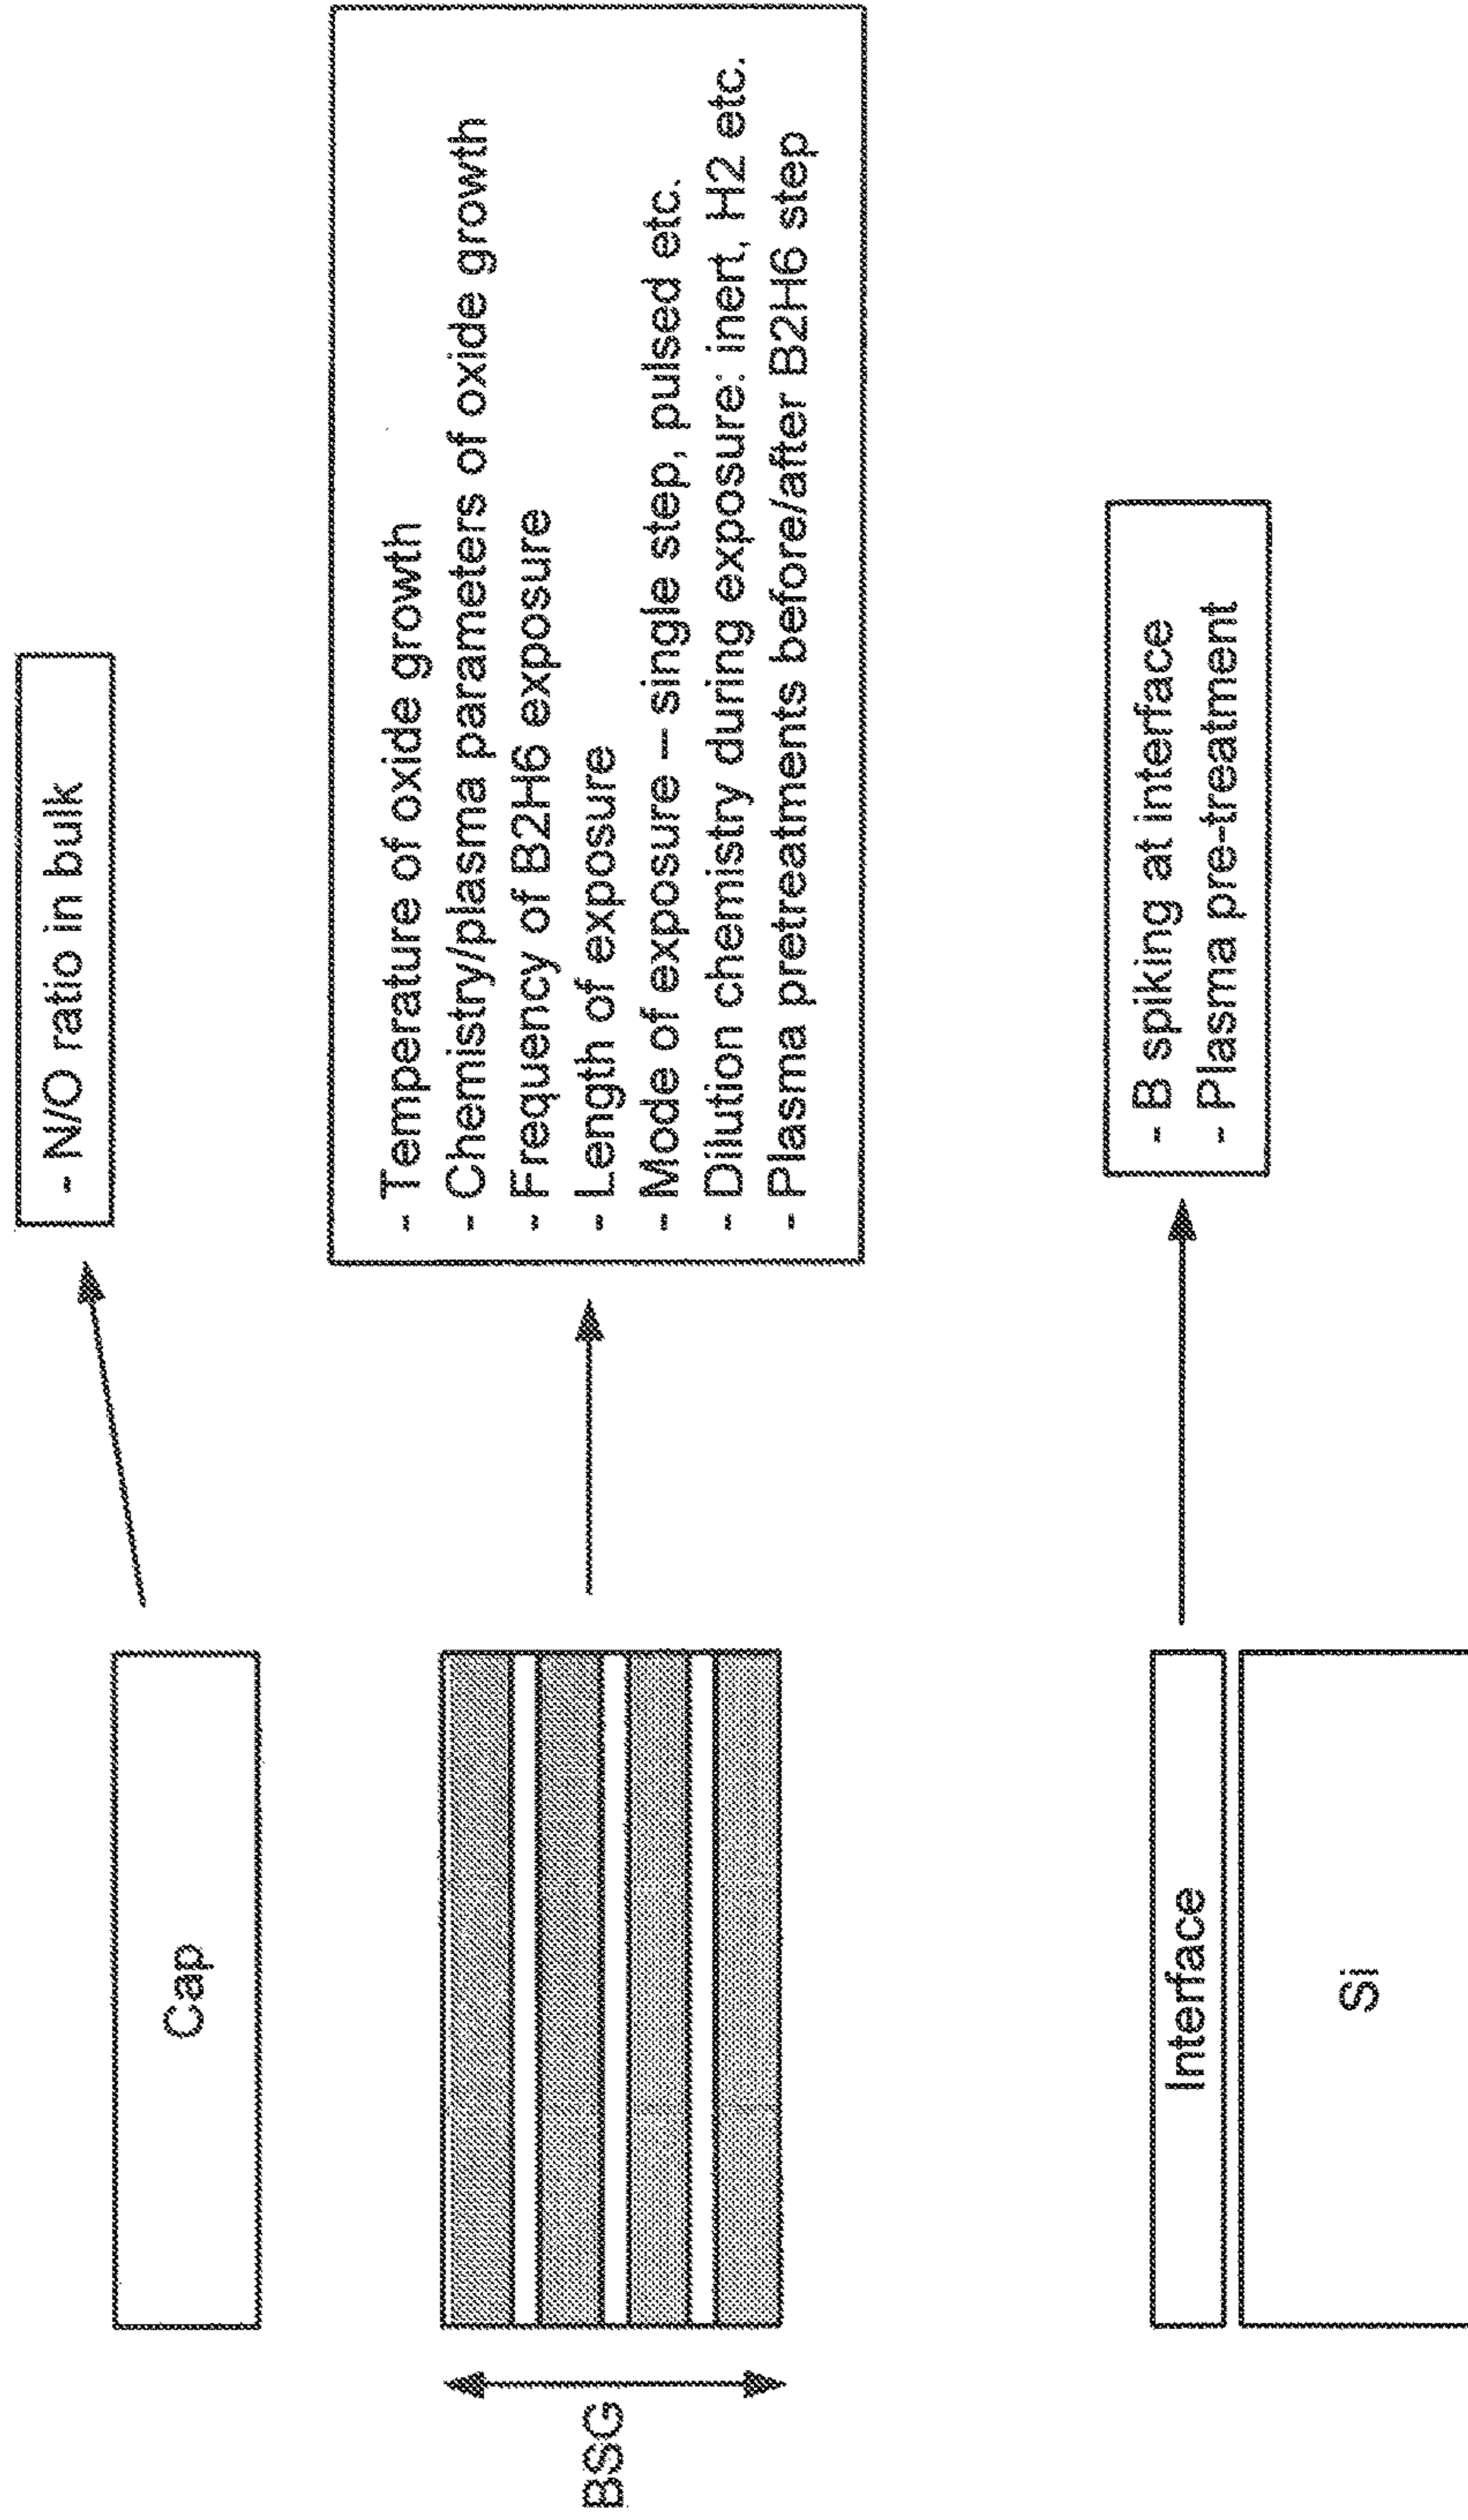 Cap
- N/O ratio in bulk
BSG
- Temperature of oxide growth
- Chemistry/plasma parameters of oxide growth
- Frequency of B2H6 exposure
- Length of exposure
- Mode of exposure – single step, pulsed etc.
- Dilution chemistry during exposure: inert, H2 etc.
- Plasma pretreatments before/after B2H6 step
Interface
- B spiking at interface
- Plasma pre-treatment
Si